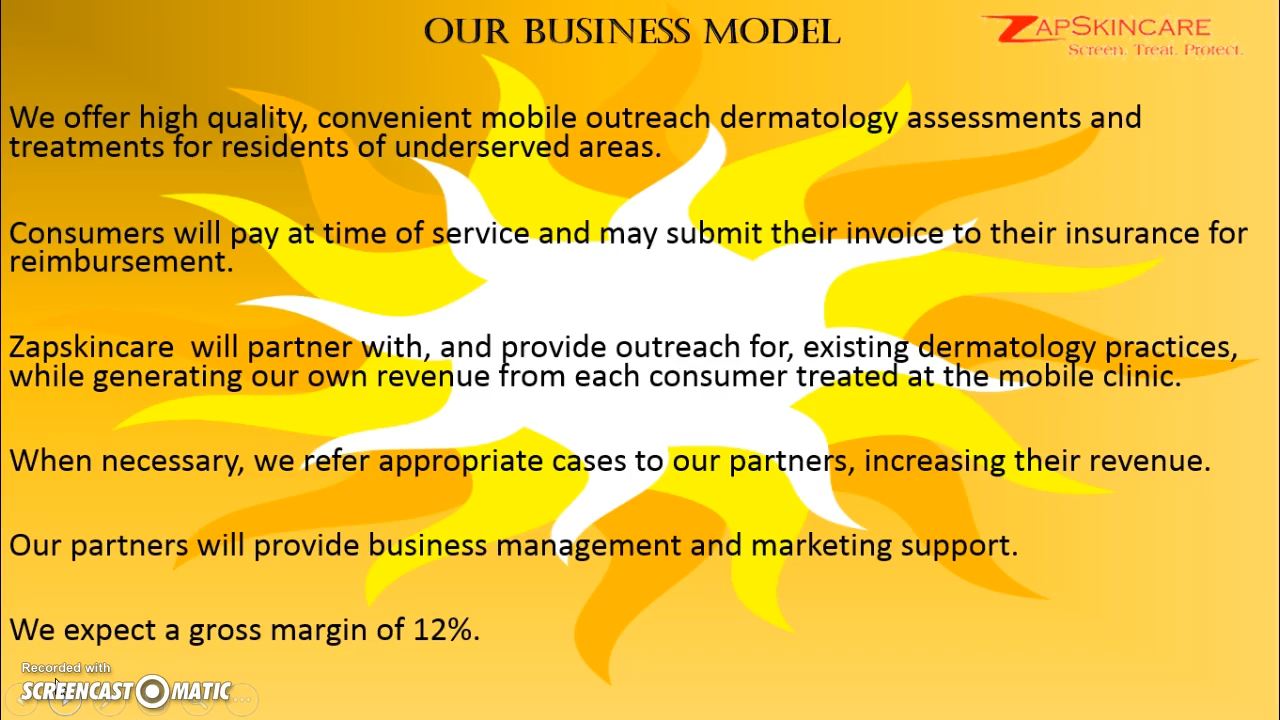 OUR BUSINESS MODEL
ZAPSKINCARE
Screen. Treat. Protect.
We offer high quality, convenient mobile outreach dermatology assessments and
treatments for residents of underserved areas.
Consumers will pay at time of service and may submit their invoice to their insurance for
reimbursement.
Zapskincare  will partner with, and provide outreach for, existing dermatology practices,
while generating our own revenue from each consumer treated at the mobile clinic.
When necessary, we refer appropriate cases to our partners, increasing their revenue.
Our partners will provide business management and marketing support.
We expect a gross margin of 12%.
Recorded with
SCREENCAST MATIC